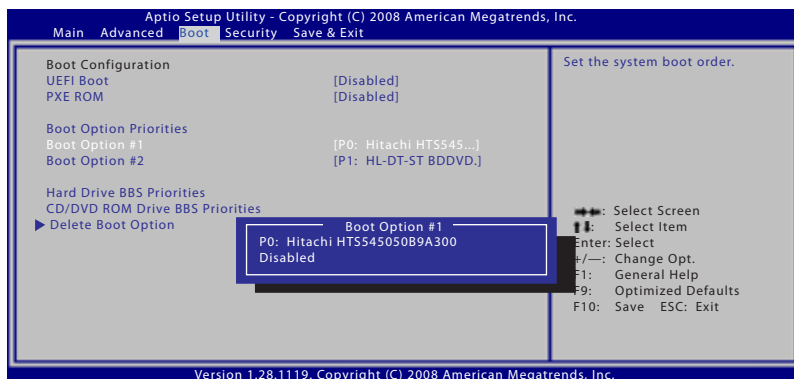 Aptio Setup Utility - Copyright (C) 2008 American Megatrends, Inc.
Main Advanced Boot Security Save & Exit
Boot Configuration
UEFI Boot [Disabled]
PXE ROM [Disabled]
Boot Option Priorities
Boot Option #1 [P0: Hitachi HTS545...]
Boot Option #2 [P1: HL-DT-ST BDDVD.]
Hard Drive BBS Priorities
CD/DVD ROM Drive BBS Priorities
Delete Boot Option
Boot Option #1
P0: Hitachi HTS545050B9A300
Disabled
Set the system boot order.
: Select Screen
: Select Item
Enter: Select
+/—: Change Opt.
F1: General Help
F9: Optimized Defaults
F10: Save ESC: Exit
Version 1.28.1119. Copyright (C) 2008 American Megatrends, Inc.